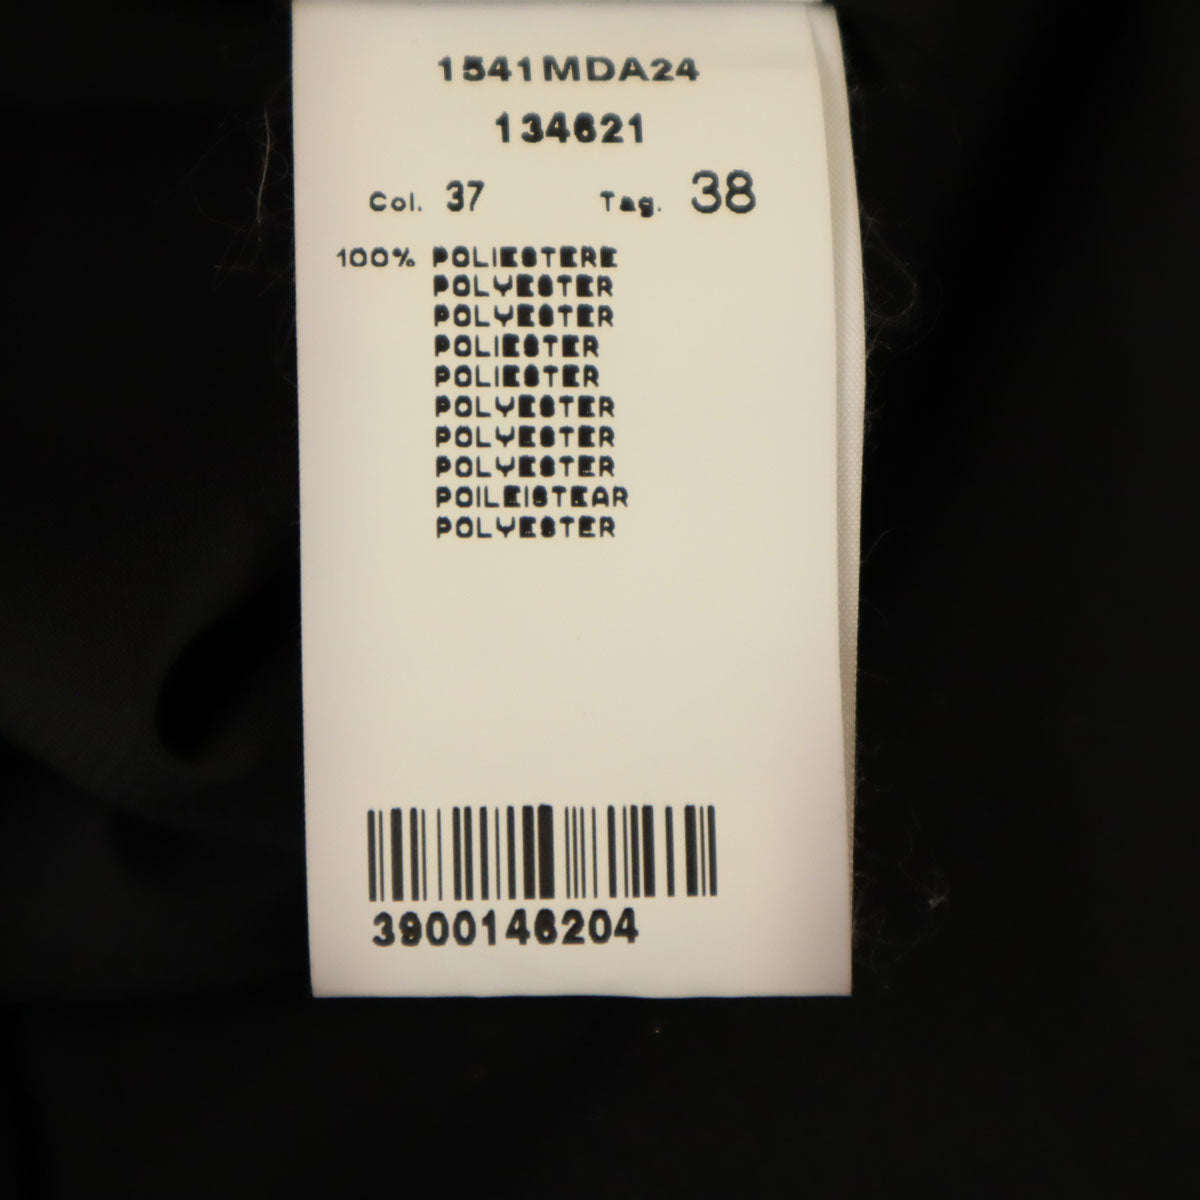 1541MDA24
134621
Col. 37 Tag. 38
100% POLIESTERE
POLYESTER
POLYESTER
POLIESTER
POLIESTER
POLYESTER
POLYESTER
POLYESTER
POILEISTEAR
POLYESTER
3900146204